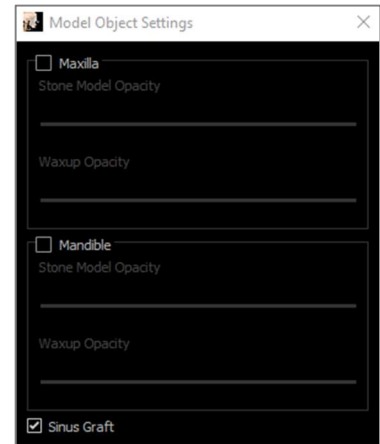 Model Object Settings
Maxilla
Stone Model Opacity
Waxup Opacity
Mandible
Stone Model Opacity
Waxup Opacity
Sinus Graft